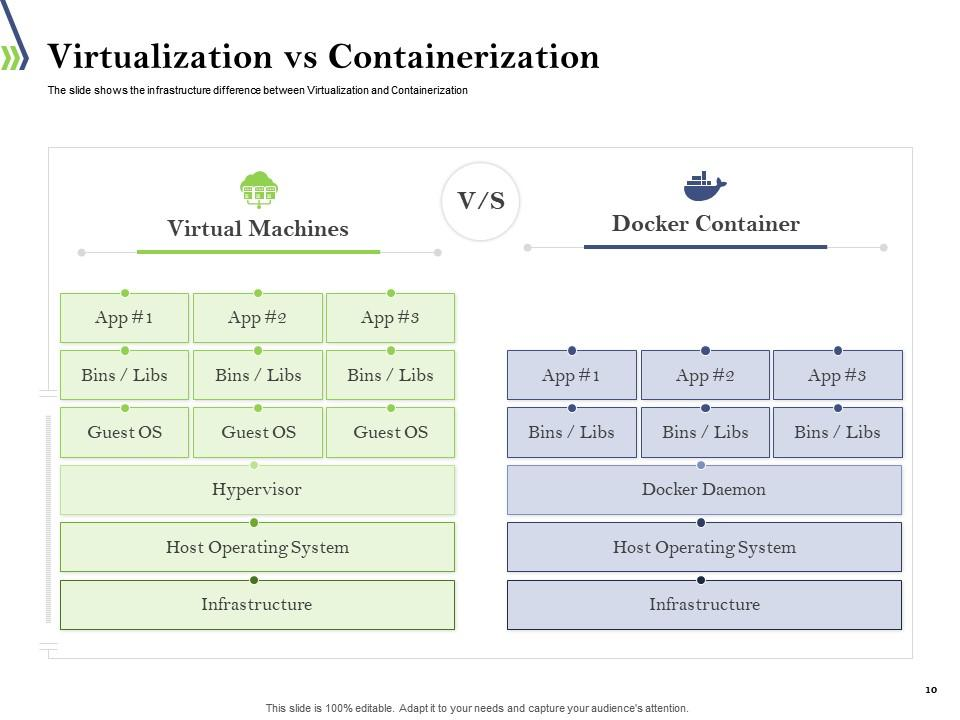 Virtualization vs Containerization
The slide shows the infrastructure difference between Virtualization and Containerization
Virtual Machines
V/S
Docker Container
App #1
App #2
App #3
Bins / Libs
Bins / Libs
Bins / Libs
Guest OS
Guest OS
Guest OS
Hypervisor
Host Operating System
Infrastructure
App #1
App #2
App #3
Bins / Libs
Bins / Libs
Bins / Libs
Docker Daemon
Host Operating System
Infrastructure
10
This slide is 100% editable. Adapt it to your needs and capture your audience's attention.